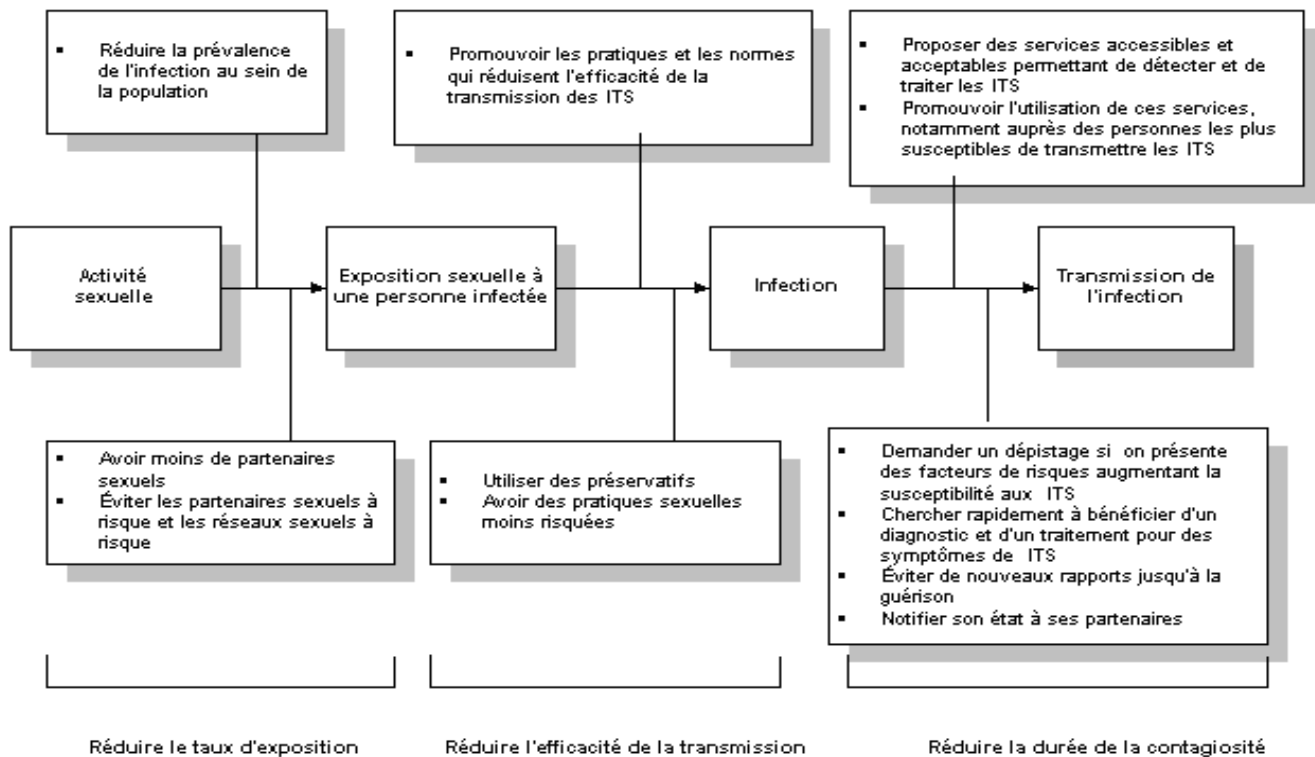 ▪ Réduire la prévalence
de l'infection au sein de
la population
▪ Promouvoir les pratiques et les normes
qui réduisent l'efficacité de la
transmission des ITS
▪ Proposer des services accessibles et
acceptables permettant de détecter et de
traiter les ITS
▪ Promouvoir l'utilisation de ces services,
notamment auprès des personnes les plus
susceptibles de transmettre les ITS
Activité
sexuelle
Exposition sexuelle à
une personne infectée
Infection
Transmission de
l'infection
▪ Avoir moins de partenaires
sexuels
▪ Éviter les partenaires sexuels à
risque et les réseaux sexuels à
risque
▪ Utiliser des préservatifs
▪ Avoir des pratiques sexuelles
moins risquées
▪ Demander un dépistage si on présente
des facteurs de risques augmentant la
susceptibilité aux ITS
▪ Chercher rapidement à bénéficier d'un
diagnostic et d'un traitement pour des
symptômes de ITS
▪ Éviter de nouveaux rapports jusqu'à la
guérison
▪ Notifier son état à ses partenaires
Réduire le taux d'exposition
Réduire l'efficacité de la transmission
Réduire la durée de la contagiosité